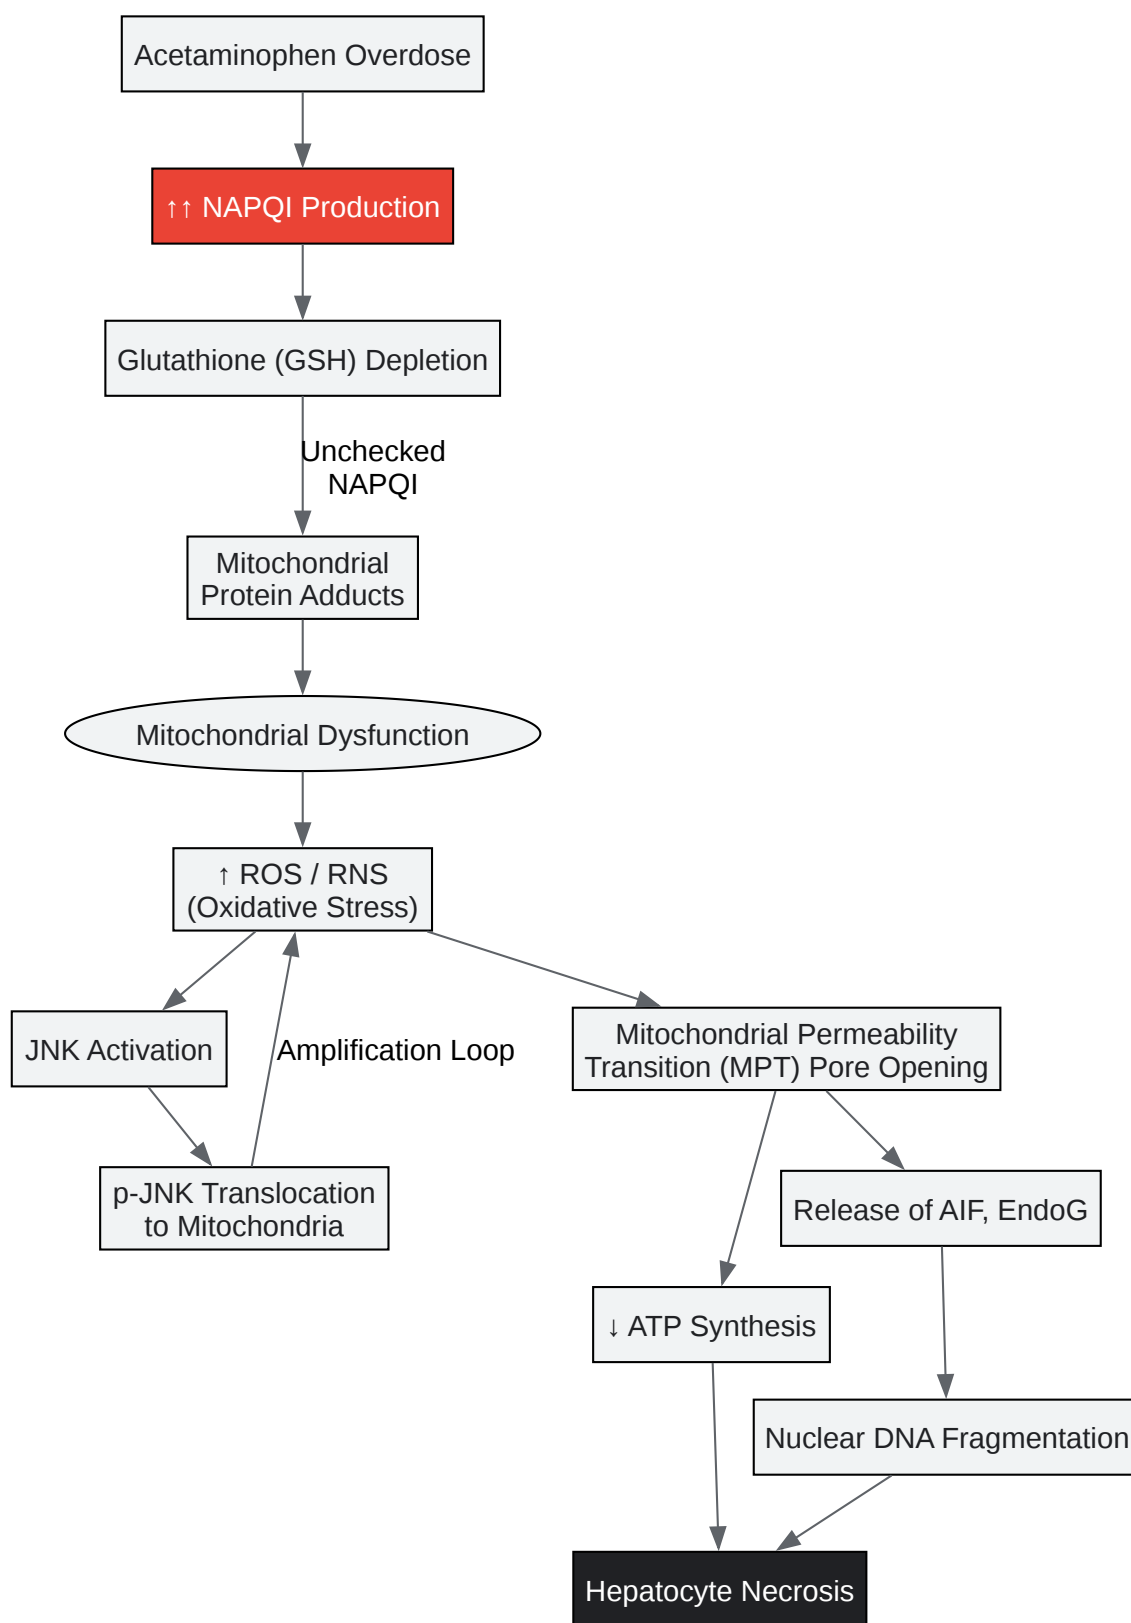 Acetaminophen Overdose
↑↑ NAPQI Production
Glutathione (GSH) Depletion
Unchecked
NAPQI
Mitochondrial
Protein Adducts
Mitochondrial Dysfunction
↑ ROS / RNS
(Oxidative Stress)
JNK Activation
Amplification Loop
Mitochondrial Permeability
Transition (MPT) Pore Opening
p-JNK Translocation
to Mitochondria
Release of AIF, EndoG
↓ ATP Synthesis
Nuclear DNA Fragmentation
Hepatocyte Necrosis